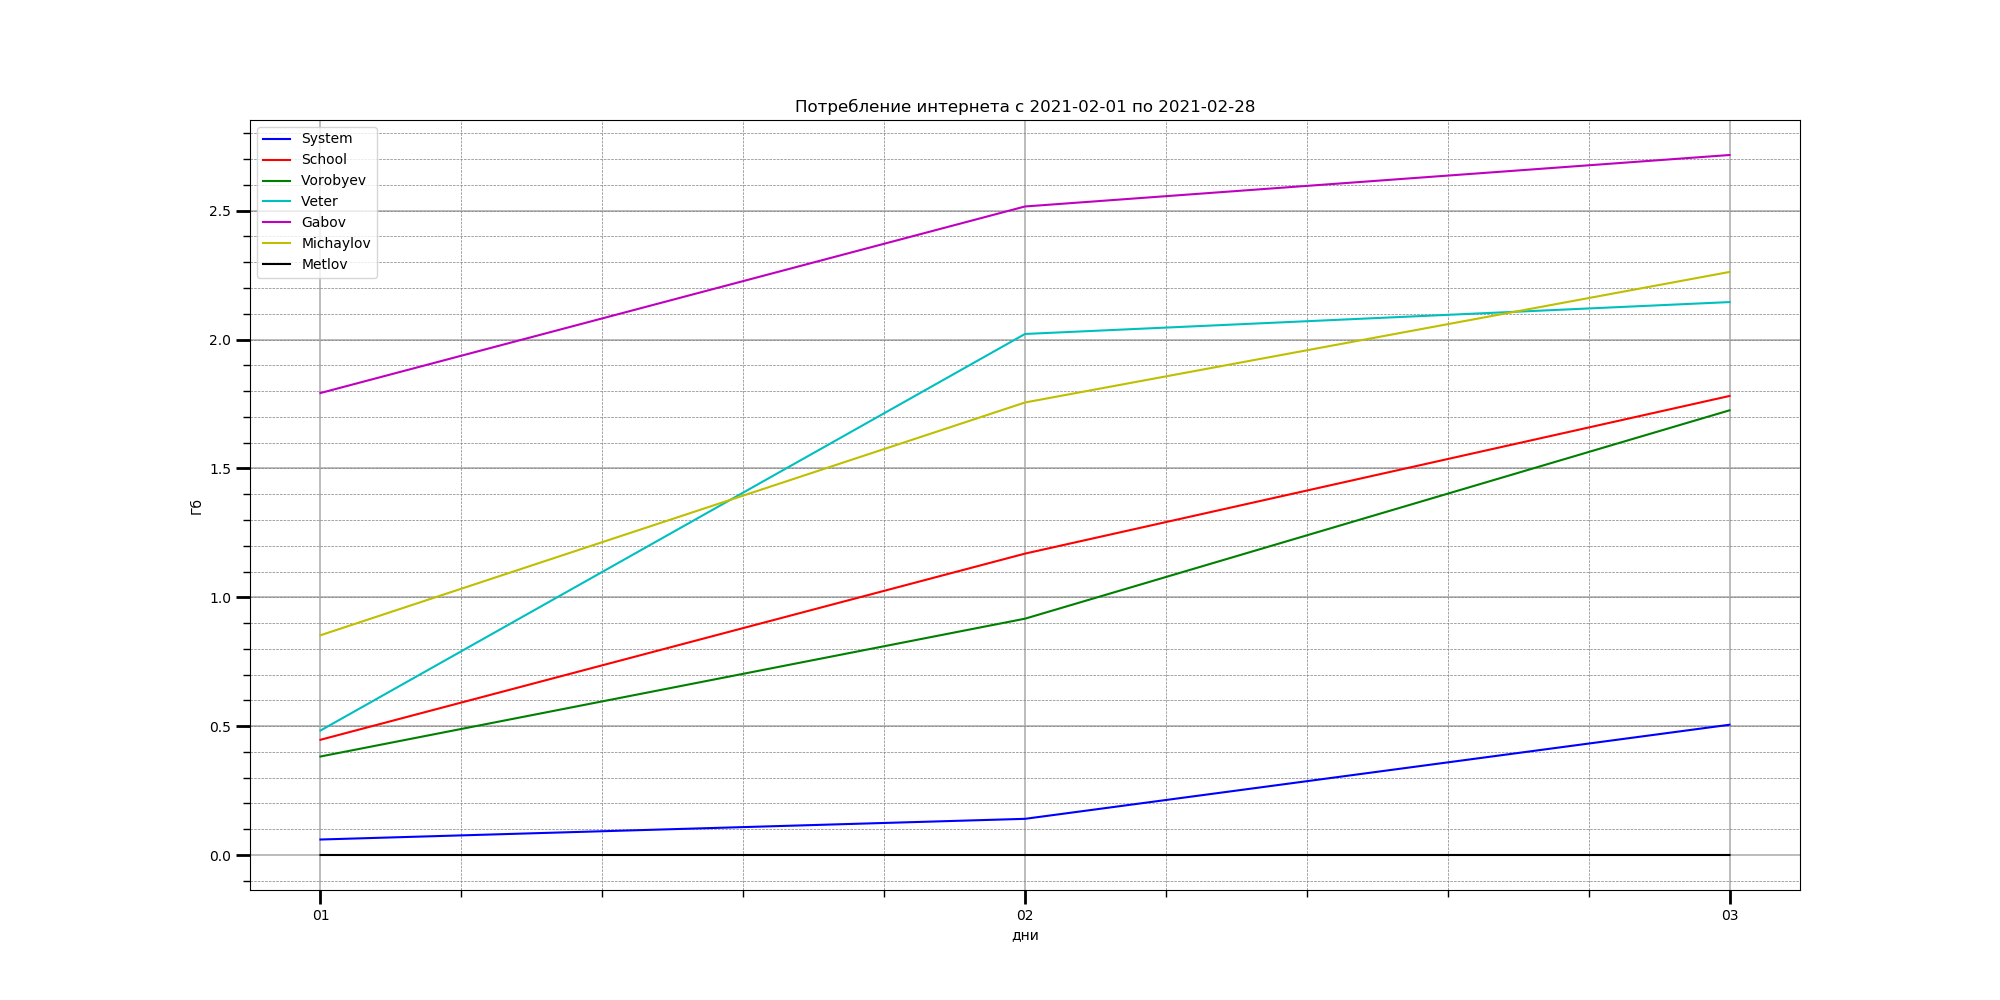 Потребление интернета с 2021-02-01 по 2021-02-28
System
School
Vorobyev
Veter
Gabov
Michaylov
Metlov
2.5
2.0
1.5
1.0
0.5
0.0
Гб
01 02 03
дни